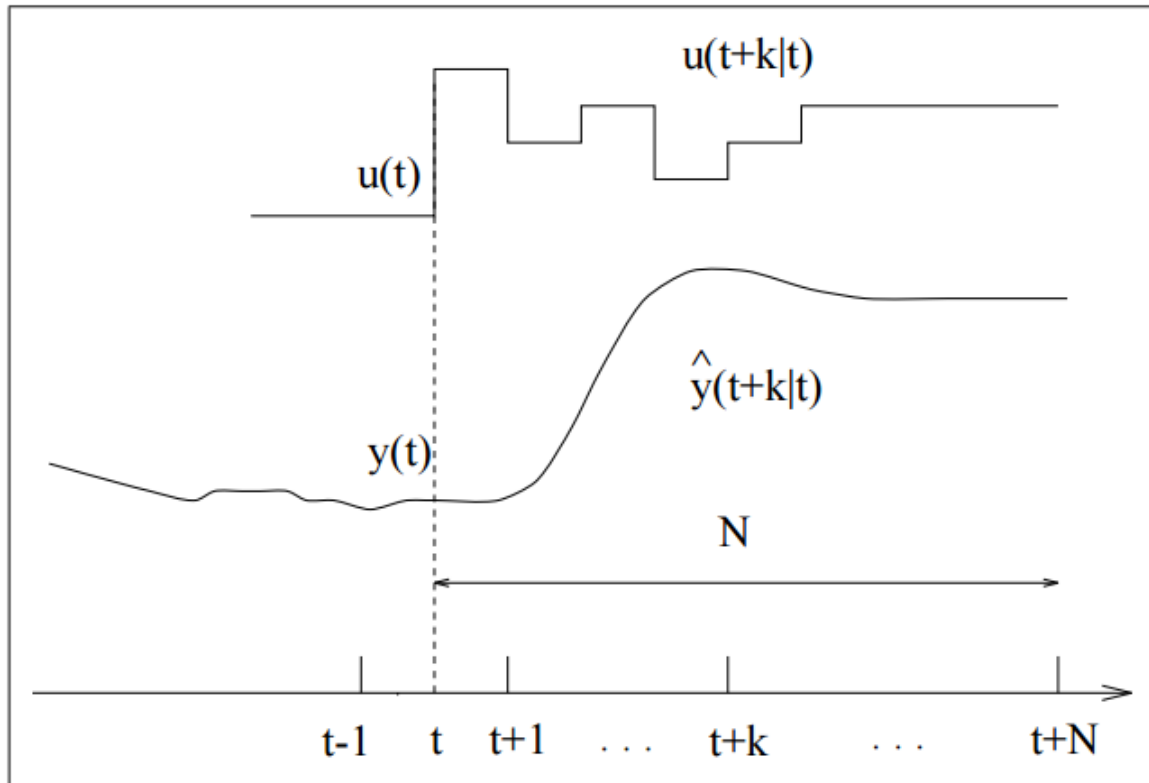 u(t+k|t)
u(t)
ŷ(t+k|t)
y(t)
N
t-1 t t+1 . . . t+k . . . t+N